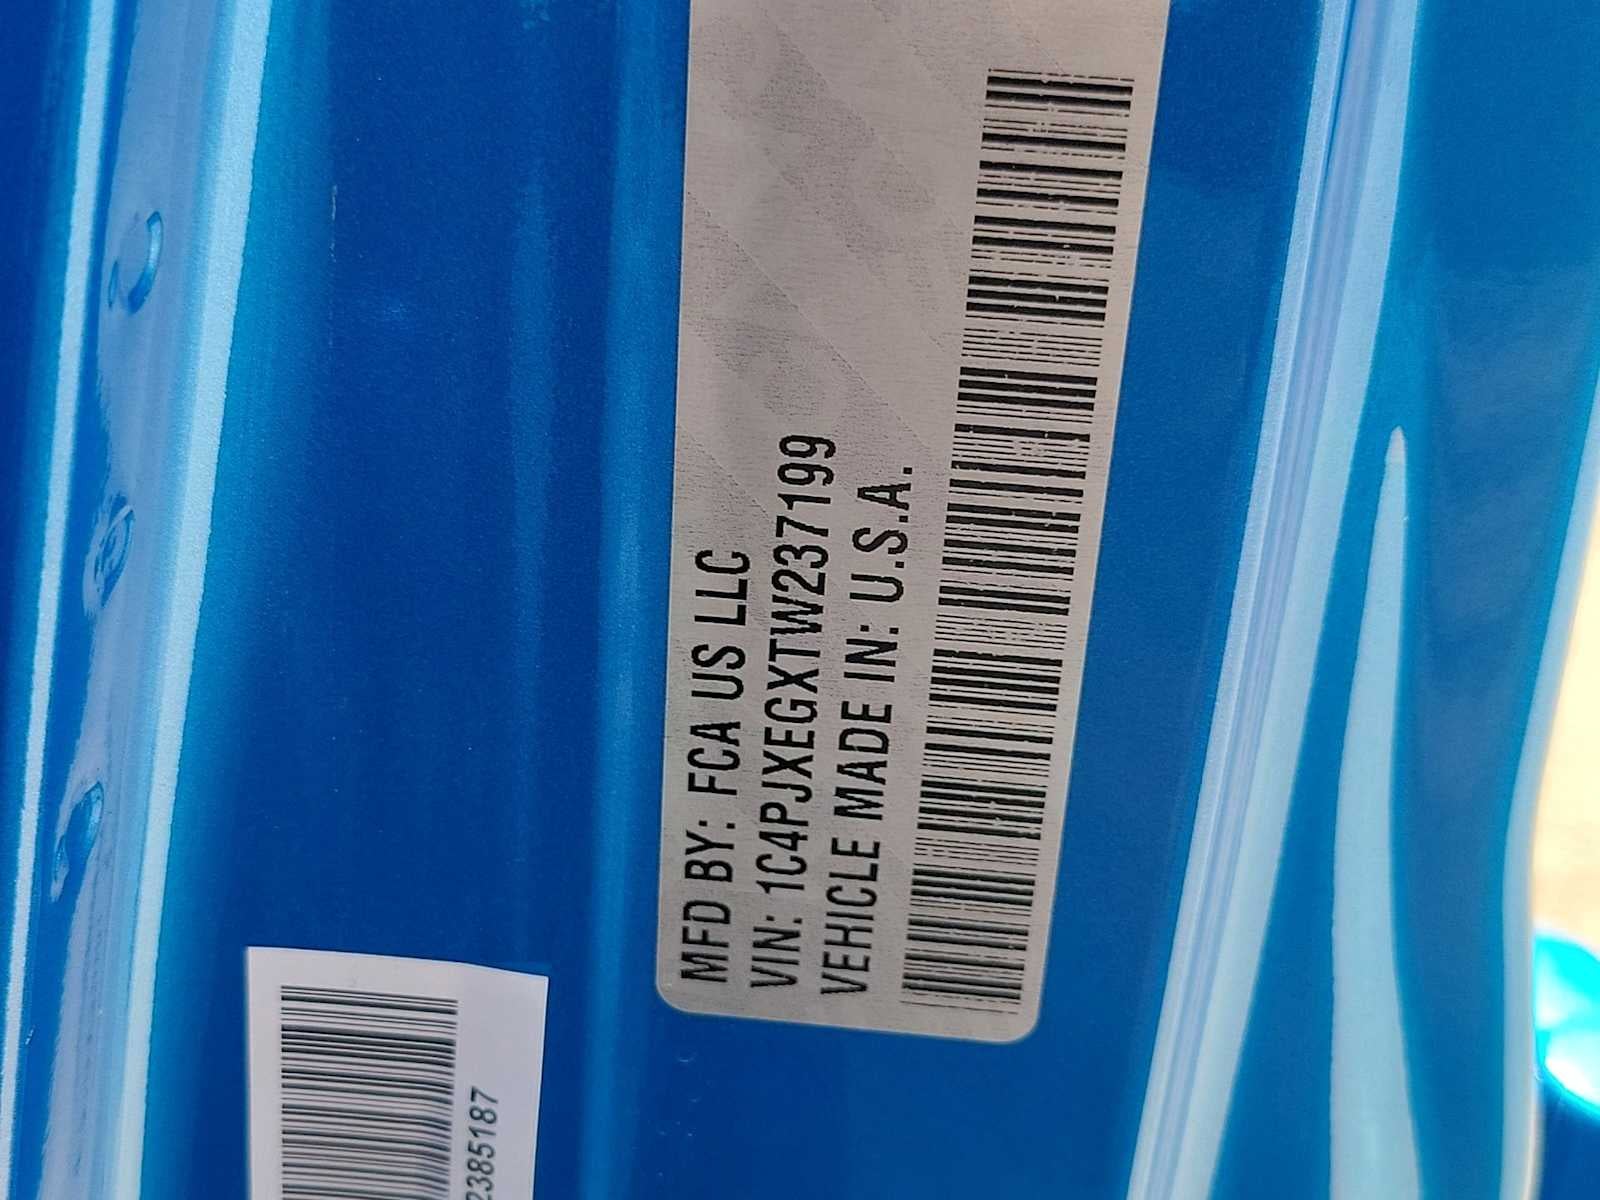 MFD BY: FCA US LLC
VIN: 1C4PJXEGXTW237199
VEHICLE MADE IN: U.S.A.
2385187